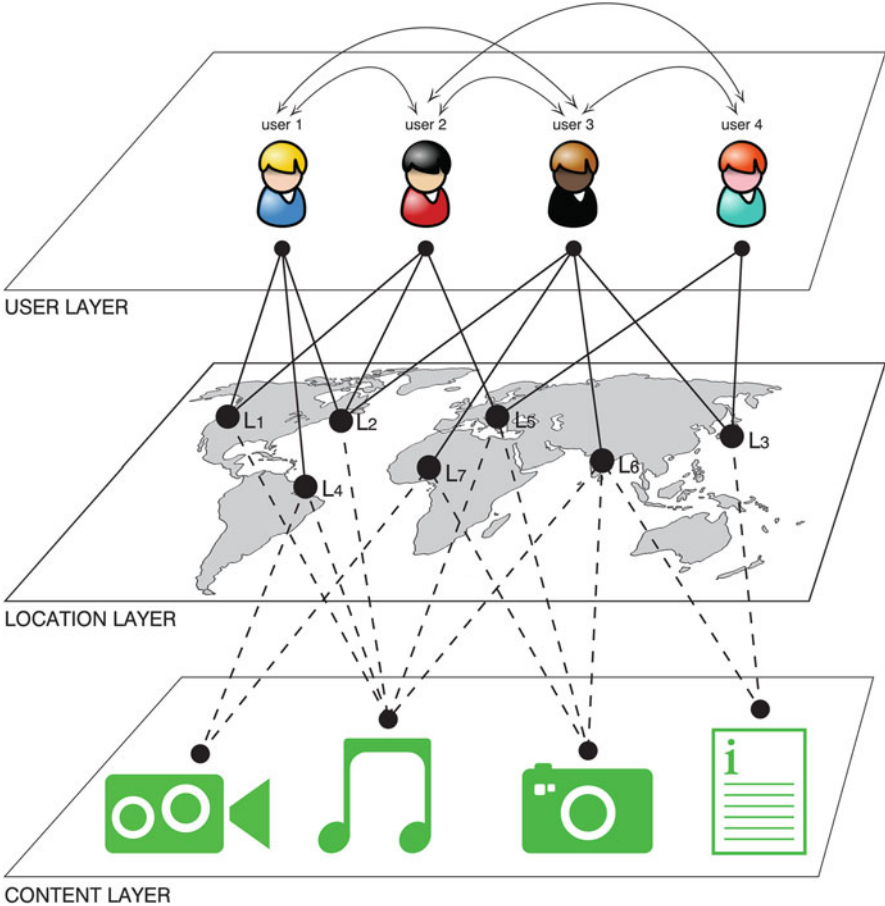 user 1
user 2
user 3
user 4
USER LAYER
L1
L2
L5
L3
L7
L6
L4
LOCATION LAYER
i
CONTENT LAYER